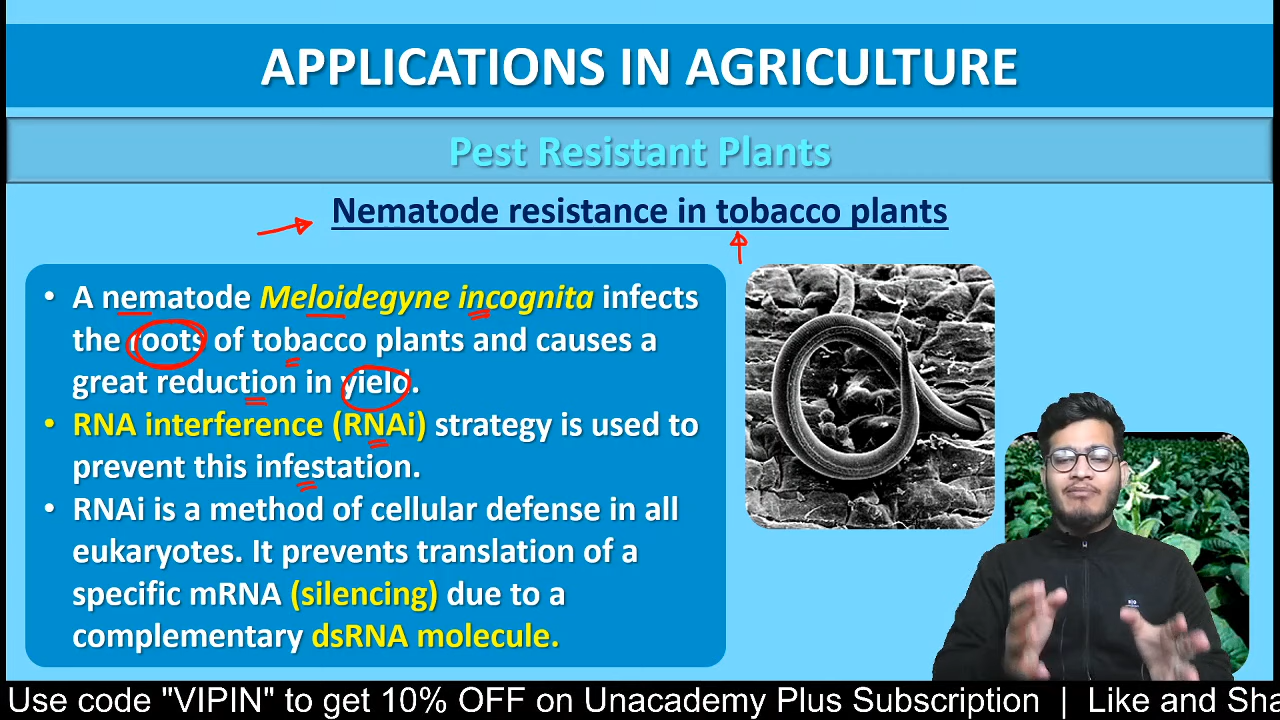 APPLICATIONS IN AGRICULTURE
Pest Resistant Plants
Nematode resistance in tobacco plants
• A nematode Meloidegyne incognita infects
the roots of tobacco plants and causes a
great reduction in yield.
• RNA interference (RNAi) strategy is used to
prevent this infestation.
• RNAi is a method of cellular defense in all
eukaryotes. It prevents translation of a
specific mRNA (silencing) due to a
complementary dsRNA molecule.
Use code "VIPIN" to get 10% OFF on Unacademy Plus Subscription | Like and Sha